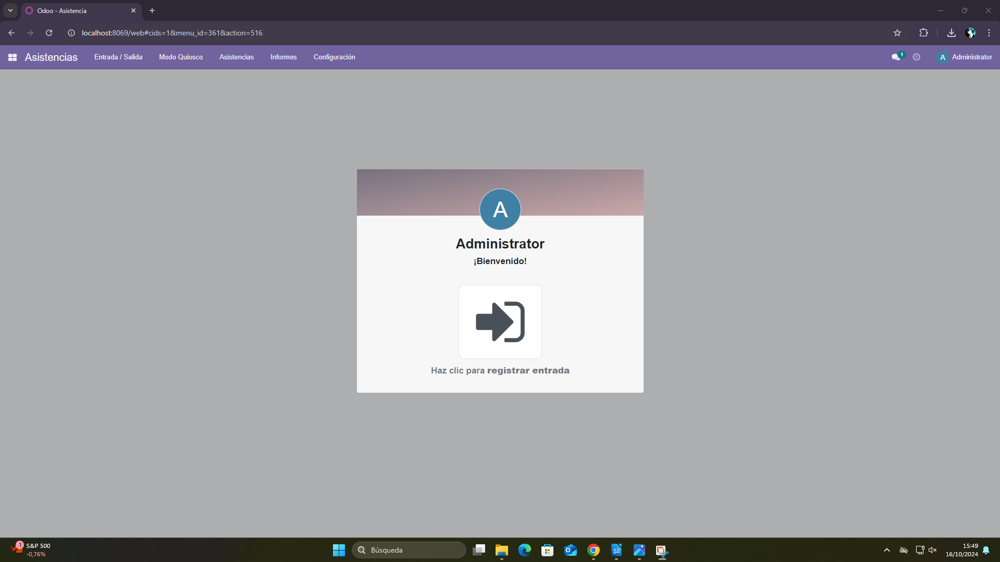 Odoo - Asistencia
localhost:8069/web#cids=1&menu_id=361&action=516
Asistencias Entrada / Salida Modo Quiosco Asistencias Informes Configuración 1 A Administrator
A
Administrator
¡Bienvenido!
Haz clic para registrar entrada
1 S&P 500
-0,76%
Búsqueda
15:49
16/10/2024